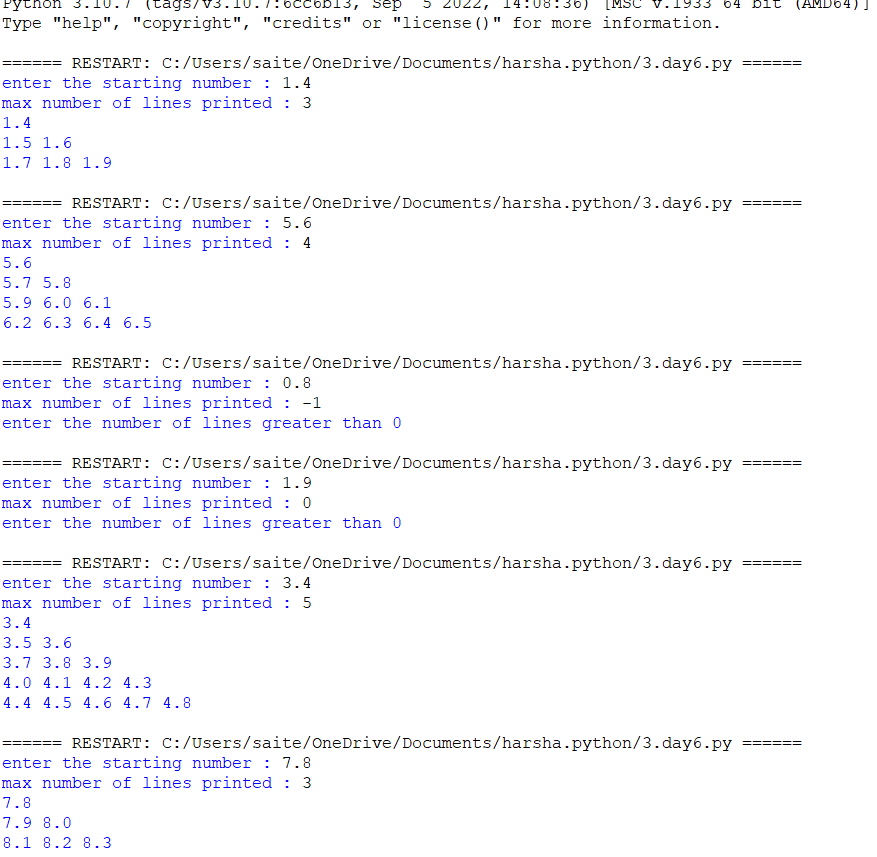 Python 3.10.7 (tags/v3.10.7:6cc6b13, Sep  5 2022, 14:08:36) [MSC v.1933 64 bit (AMD64)]
Type "help", "copyright", "credits" or "license()" for more information.

====== RESTART: C:/Users/saite/OneDrive/Documents/harsha.python/3.day6.py ======
enter the starting number : 1.4
max number of lines printed : 3
1.4
1.5 1.6
1.7 1.8 1.9

====== RESTART: C:/Users/saite/OneDrive/Documents/harsha.python/3.day6.py ======
enter the starting number : 5.6
max number of lines printed : 4
5.6
5.7 5.8
5.9 6.0 6.1
6.2 6.3 6.4 6.5

====== RESTART: C:/Users/saite/OneDrive/Documents/harsha.python/3.day6.py ======
enter the starting number : 0.8
max number of lines printed : -1
enter the number of lines greater than 0

====== RESTART: C:/Users/saite/OneDrive/Documents/harsha.python/3.day6.py ======
enter the starting number : 1.9
max number of lines printed : 0
enter the number of lines greater than 0

====== RESTART: C:/Users/saite/OneDrive/Documents/harsha.python/3.day6.py ======
enter the starting number : 3.4
max number of lines printed : 5
3.4
3.5 3.6
3.7 3.8 3.9
4.0 4.1 4.2 4.3
4.4 4.5 4.6 4.7 4.8

====== RESTART: C:/Users/saite/OneDrive/Documents/harsha.python/3.day6.py ======
enter the starting number : 7.8
max number of lines printed : 3
7.8
7.9 8.0
8.1 8.2 8.3